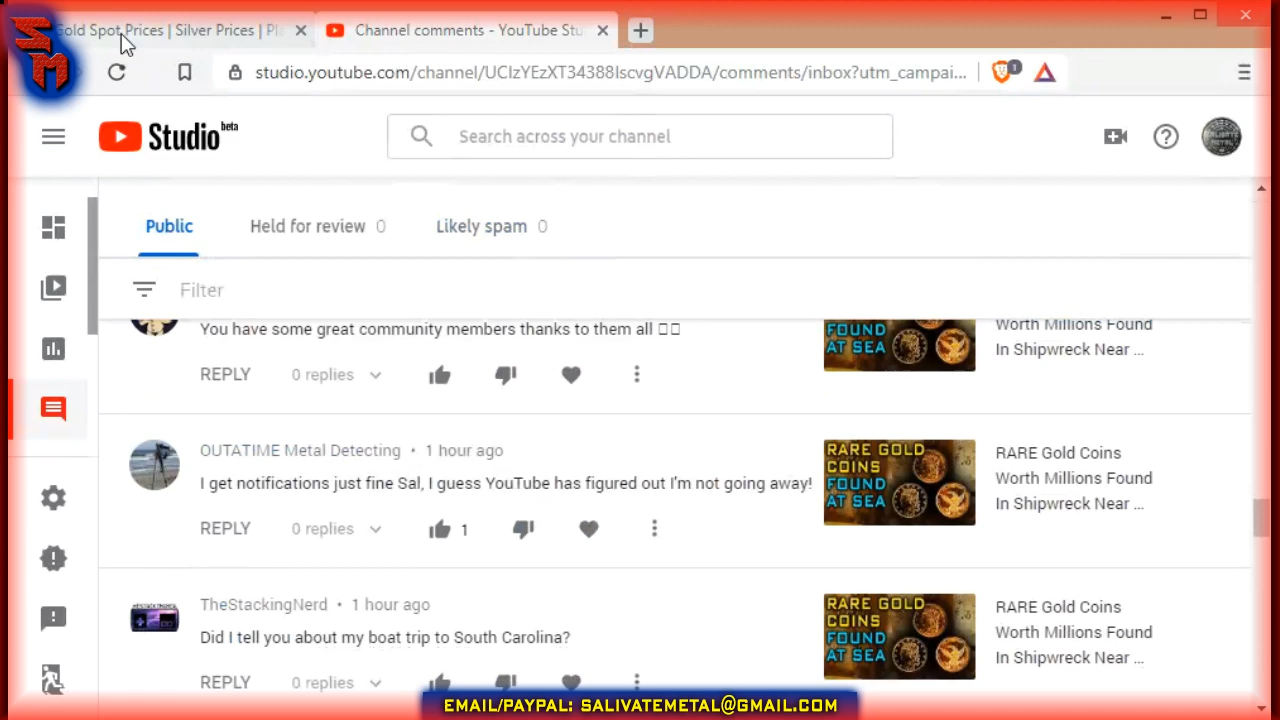 SM
Gold Spot Prices | Silver Prices | Pl
Channel comments - YouTube Stu
studio.youtube.com/channel/UCIzYEzXT34388IscvgVADDA/comments/inbox?utm_campai...
1
Studio beta
Search across your channel
SALIVATE METAL
Public
Held for review 0
Likely spam 0
Filter
You have some great community members thanks to them all
FOUND
AT SEA
Worth Millions Found
In Shipwreck Near ...
REPLY
0 replies
OUTATIME Metal Detecting • 1 hour ago
I get notifications just fine Sal, I guess YouTube has figured out I'm not going away!
REPLY
0 replies
1
RARE GOLD
COINS
FOUND
AT SEA
RARE Gold Coins
Worth Millions Found
In Shipwreck Near ...
TheStackingNerd • 1 hour ago
Did I tell you about my boat trip to South Carolina?
REPLY
0 replies
RARE GOLD
COINS
FOUND
AT SEA
RARE Gold Coins
Worth Millions Found
In Shipwreck Near ...
EMAIL/PAYPAL: SALIVATEMETAL@GMAIL.COM